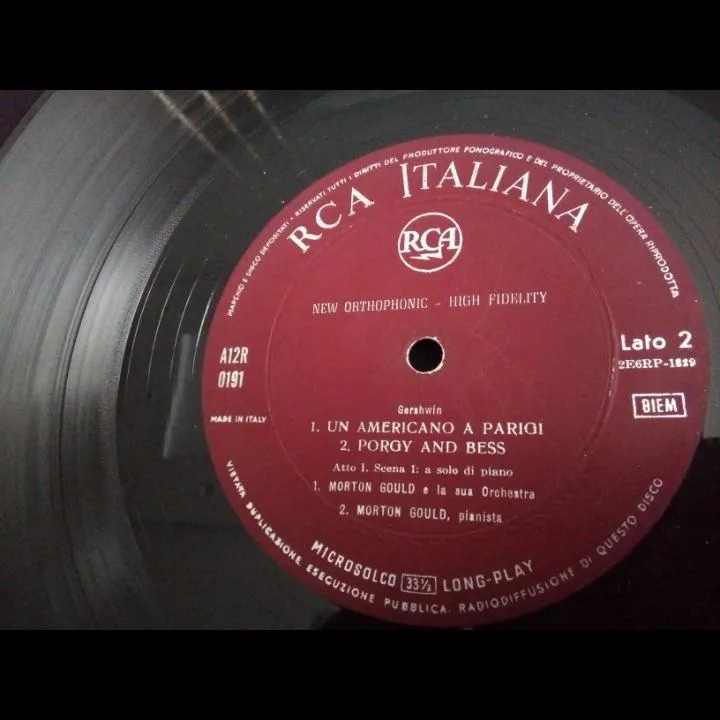 MARCHIO E DISCO DEPOSITATI • RISERVATI TUTTI I DIRITTI DEL PRODUTTORE FONOGRAFICO E DEL PROPRIETARIO DELL'OPERA RIPRODOTTA
RCA ITALIANA
RCA
NEW ORTHOPHONIC - HIGH FIDELITY
Lato 2
2E6RP-1829
A12R
0191
BIEM
MADE IN ITALY
Gershwin
1. UN AMERICANO A PARIGI
2. PORGY AND BESS
Atto I. Scena I: a solo di piano
1. MORTON GOULD e la sua Orchestra
2. MORTON GOULD, pianista
MICROSOLCO 33½ LONG-PLAY
VIETATA DUPLICAZIONE, ESECUZIONE PUBBLICA, RADIODIFFUSIONE DI QUESTO DISCO